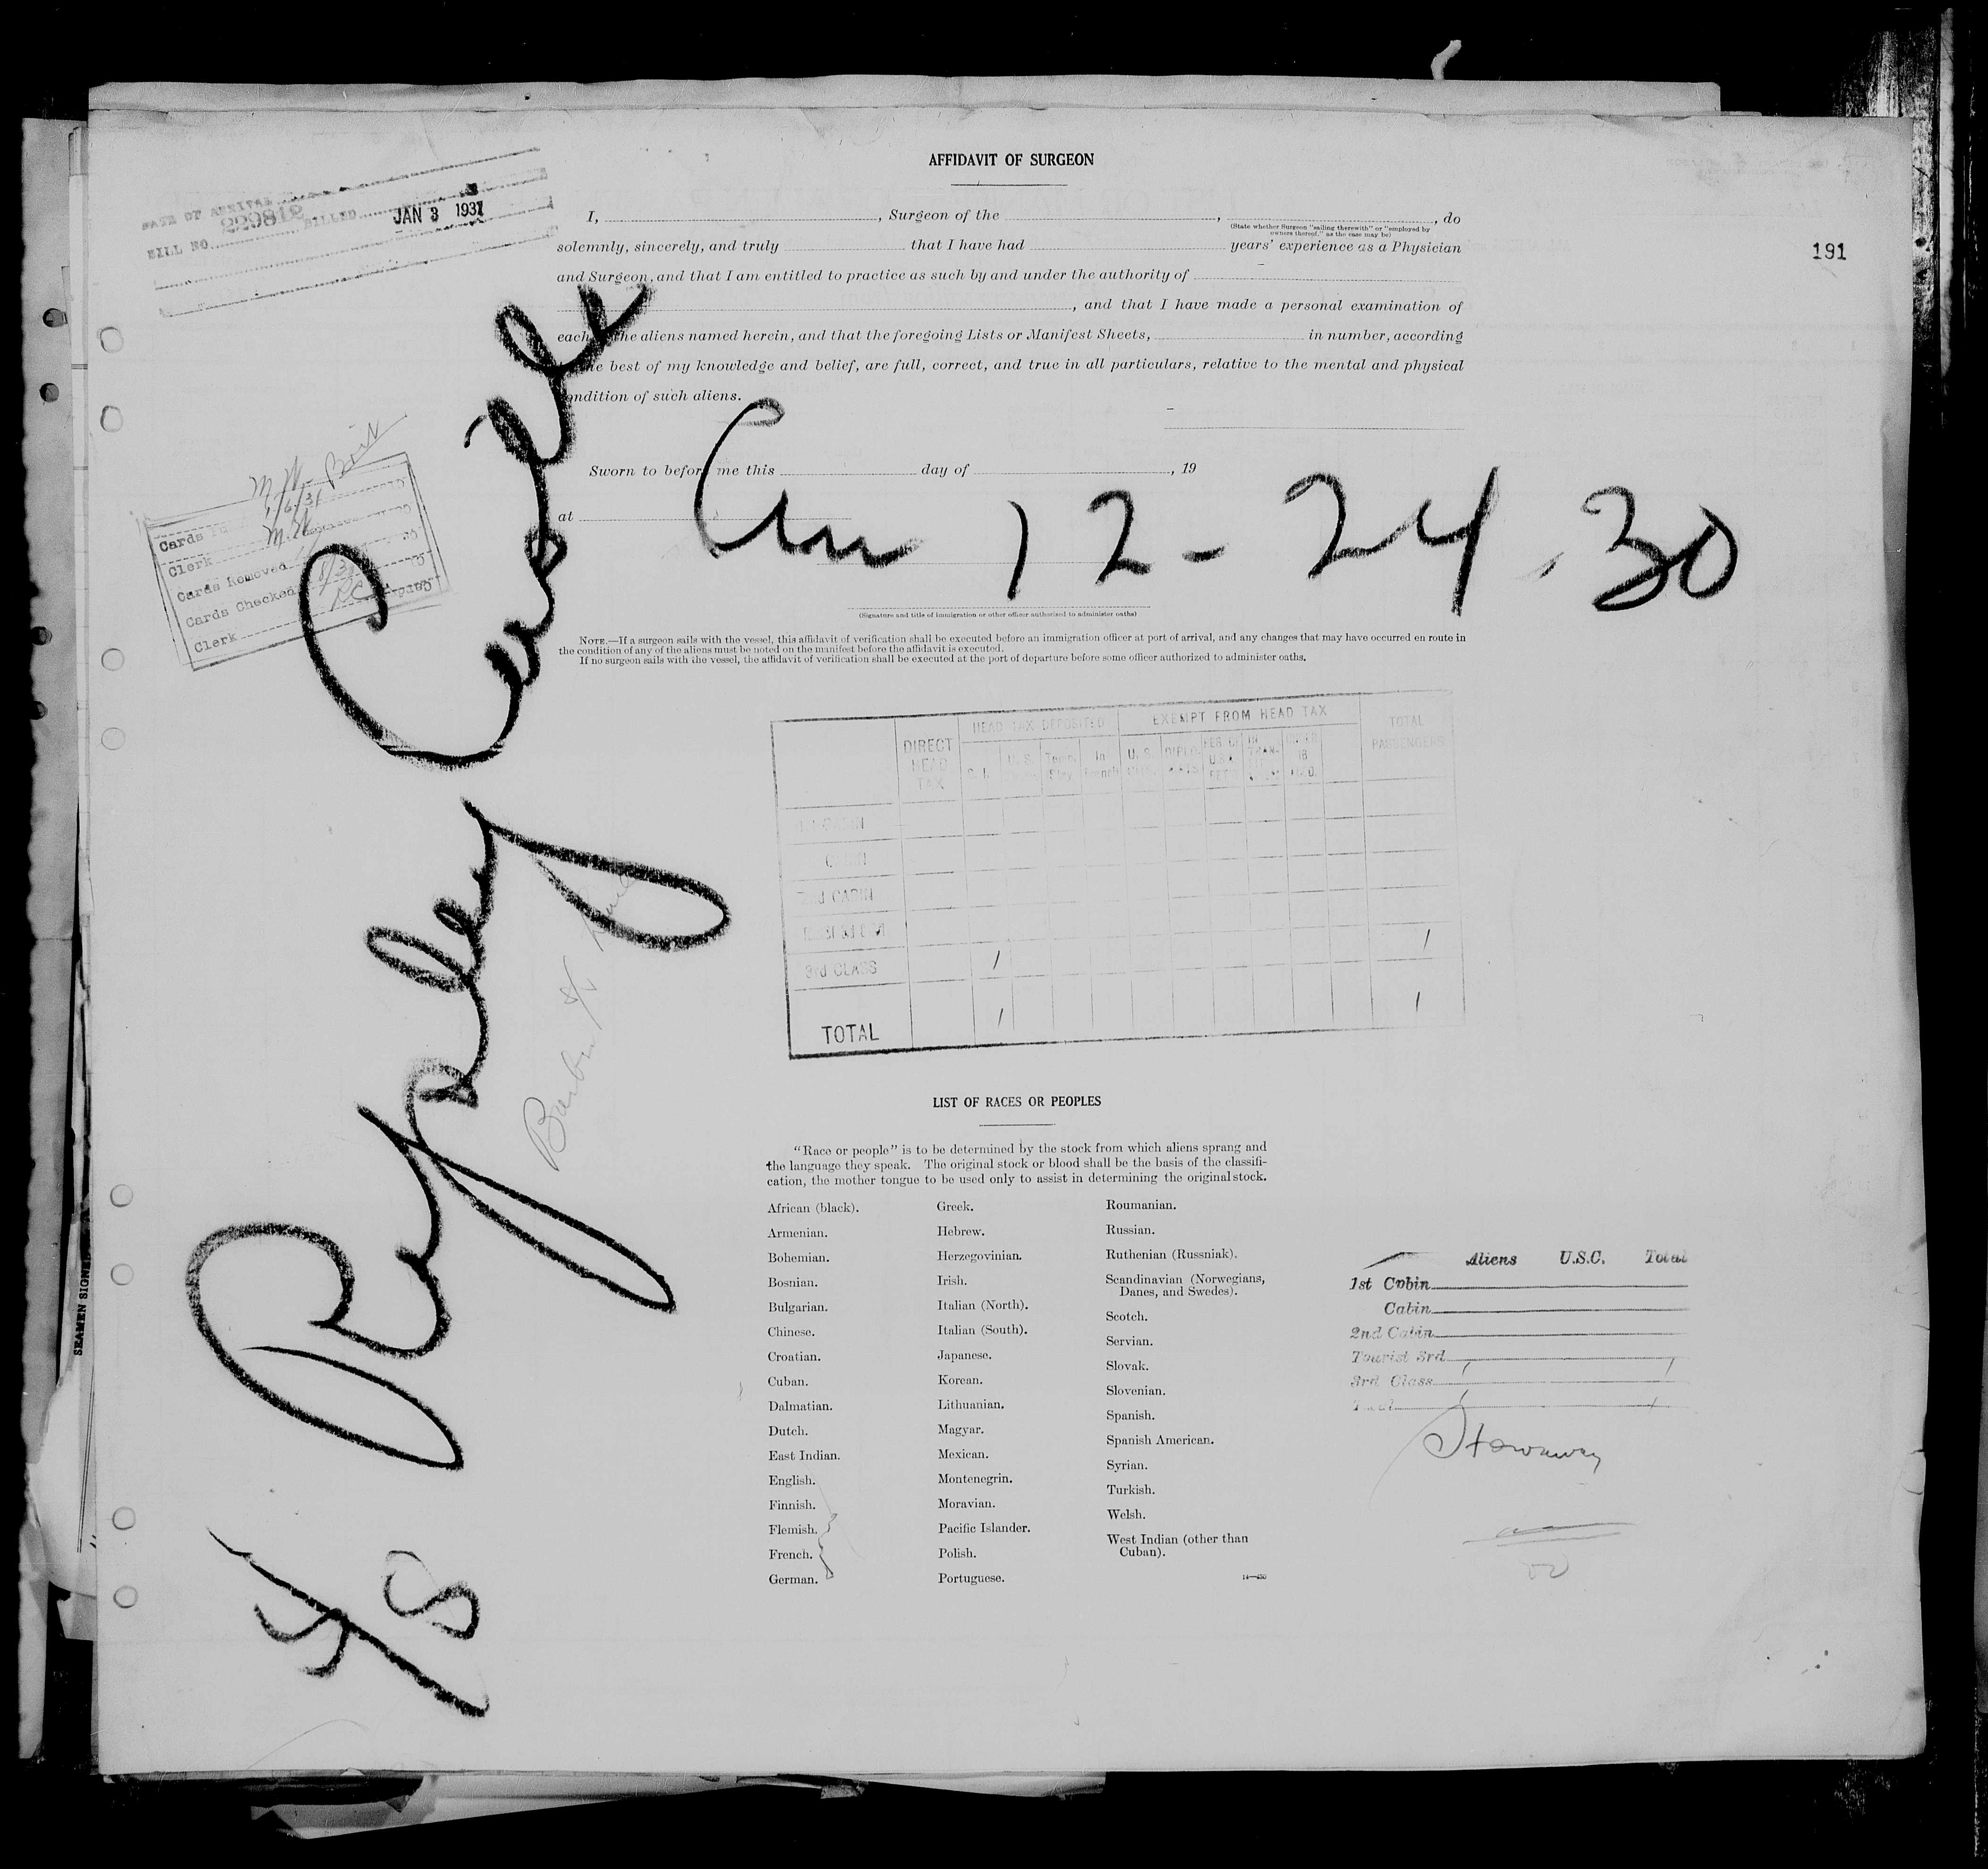 AFFIDAVIT OF SURGEON
DATE OF ARRIVAL
BILL NO. 229812 BILLED JAN 3 1931
191
I, , Surgeon of the , , do
(State whether Surgeon "sailing therewith" or "employed by
owners thereof," as the case may be)
solemnly, sincerely, and truly that I have had years' experience as a Physician
and Surgeon, and that I am entitled to practice as such by and under the authority of
, and that I have made a personal examination of
each the aliens named herein, and that the foregoing Lists or Manifest Sheets, in number, according
best of my knowledge and belief, are full, correct, and true in all particulars, relative to the mental and physical
ndition of such aliens.
Sworn to before me this day of , 19
at
Arr 12-24-30
(Signature and title of immigration or other officer authorized to administer oaths)
NOTE.—If a surgeon sails with the vessel, this affidavit of verification shall be executed before an immigration officer at port of arrival, and any changes that may have occurred en route in
the condition of any of the aliens must be noted on the manifest before the affidavit is executed.
If no surgeon sails with the vessel, the affidavit of verification shall be executed at the port of departure before some officer authorized to administer oaths.
Cards
Clerk M.W.
Cards Removed
Cards Checked
Clerk
48 Ripley Castle
DIRECT HEAD TAX
HEAD TAX DEPOSITED
EXEMPT FROM HEAD TAX
TOTAL PASSENGERS
2nd CABIN
3rd CLASS 1 1
TOTAL 1 1
LIST OF RACES OR PEOPLES
"Race or people" is to be determined by the stock from which aliens sprang and
the language they speak. The original stock or blood shall be the basis of the classifi-
cation, the mother tongue to be used only to assist in determining the original stock.
African (black).
Armenian.
Bohemian.
Bosnian.
Bulgarian.
Chinese.
Croatian.
Cuban.
Dalmatian.
Dutch.
East Indian.
English.
Finnish.
Flemish.
French.
German.
Greek.
Hebrew.
Herzegovinian.
Irish.
Italian (North).
Italian (South).
Japanese.
Korean.
Lithuanian.
Magyar.
Mexican.
Montenegrin.
Moravian.
Pacific Islander.
Polish.
Portuguese.
Roumanian.
Russian.
Ruthenian (Russniak).
Scandinavian (Norwegians,
Danes, and Swedes).
Scotch.
Servian.
Slovak.
Slovenian.
Spanish.
Spanish American.
Syrian.
Turkish.
Welsh.
West Indian (other than
Cuban).
Aliens U.S.C. Total
1st Cabin
Cabin
2nd Cabin
Tourist 3rd
3rd Class 1 1
Total 1 1
Stowaway
SEAMEN SIGNED